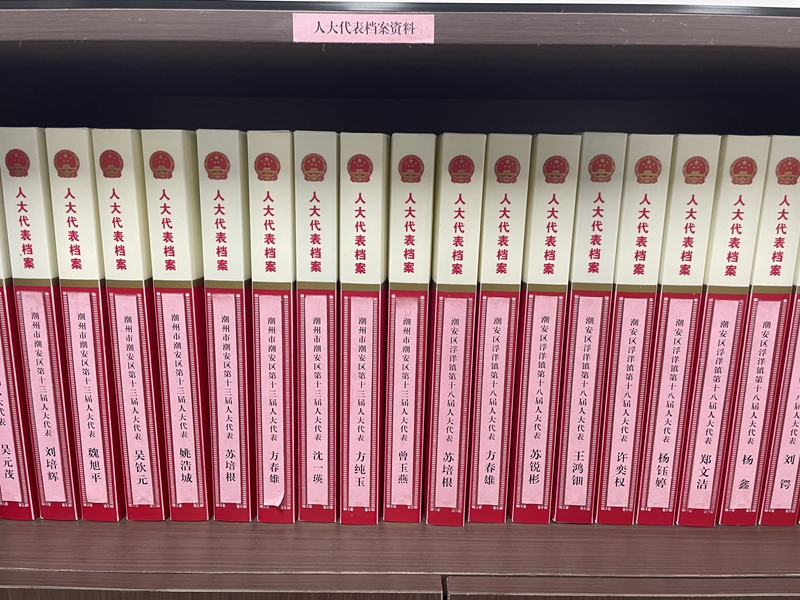 人大代表档案资料
吴元茂
人大代表档案
潮州市潮安区第十三届人大代表
刘培辉
人大代表档案
潮州市潮安区第十三届人大代表
魏旭平
人大代表档案
潮州市潮安区第十三届人大代表
吴钦元
人大代表档案
潮州市潮安区第十三届人大代表
姚浩城
人大代表档案
潮州市潮安区第十三届人大代表
苏培根
人大代表档案
潮州市潮安区第十三届人大代表
方春雄
人大代表档案
潮州市潮安区第十三届人大代表
沈一瑛
人大代表档案
潮州市潮安区第十三届人大代表
方纯玉
人大代表档案
潮州市潮安区第十三届人大代表
曾玉燕
人大代表档案
潮安区浮洋镇第十八届人大代表
苏培根
人大代表档案
潮安区浮洋镇第十八届人大代表
方春雄
人大代表档案
潮安区浮洋镇第十八届人大代表
苏锐彬
人大代表档案
潮安区浮洋镇第十八届人大代表
王鸿钿
人大代表档案
潮安区浮洋镇第十八届人大代表
许奕权
人大代表档案
潮安区浮洋镇第十八届人大代表
杨钰婷
人大代表档案
潮安区浮洋镇第十八届人大代表
郑文洁
人大代表档案
潮安区浮洋镇第十八届人大代表
杨鑫
人大代表档案
潮安区浮洋镇第十八届人大代表
刘锷